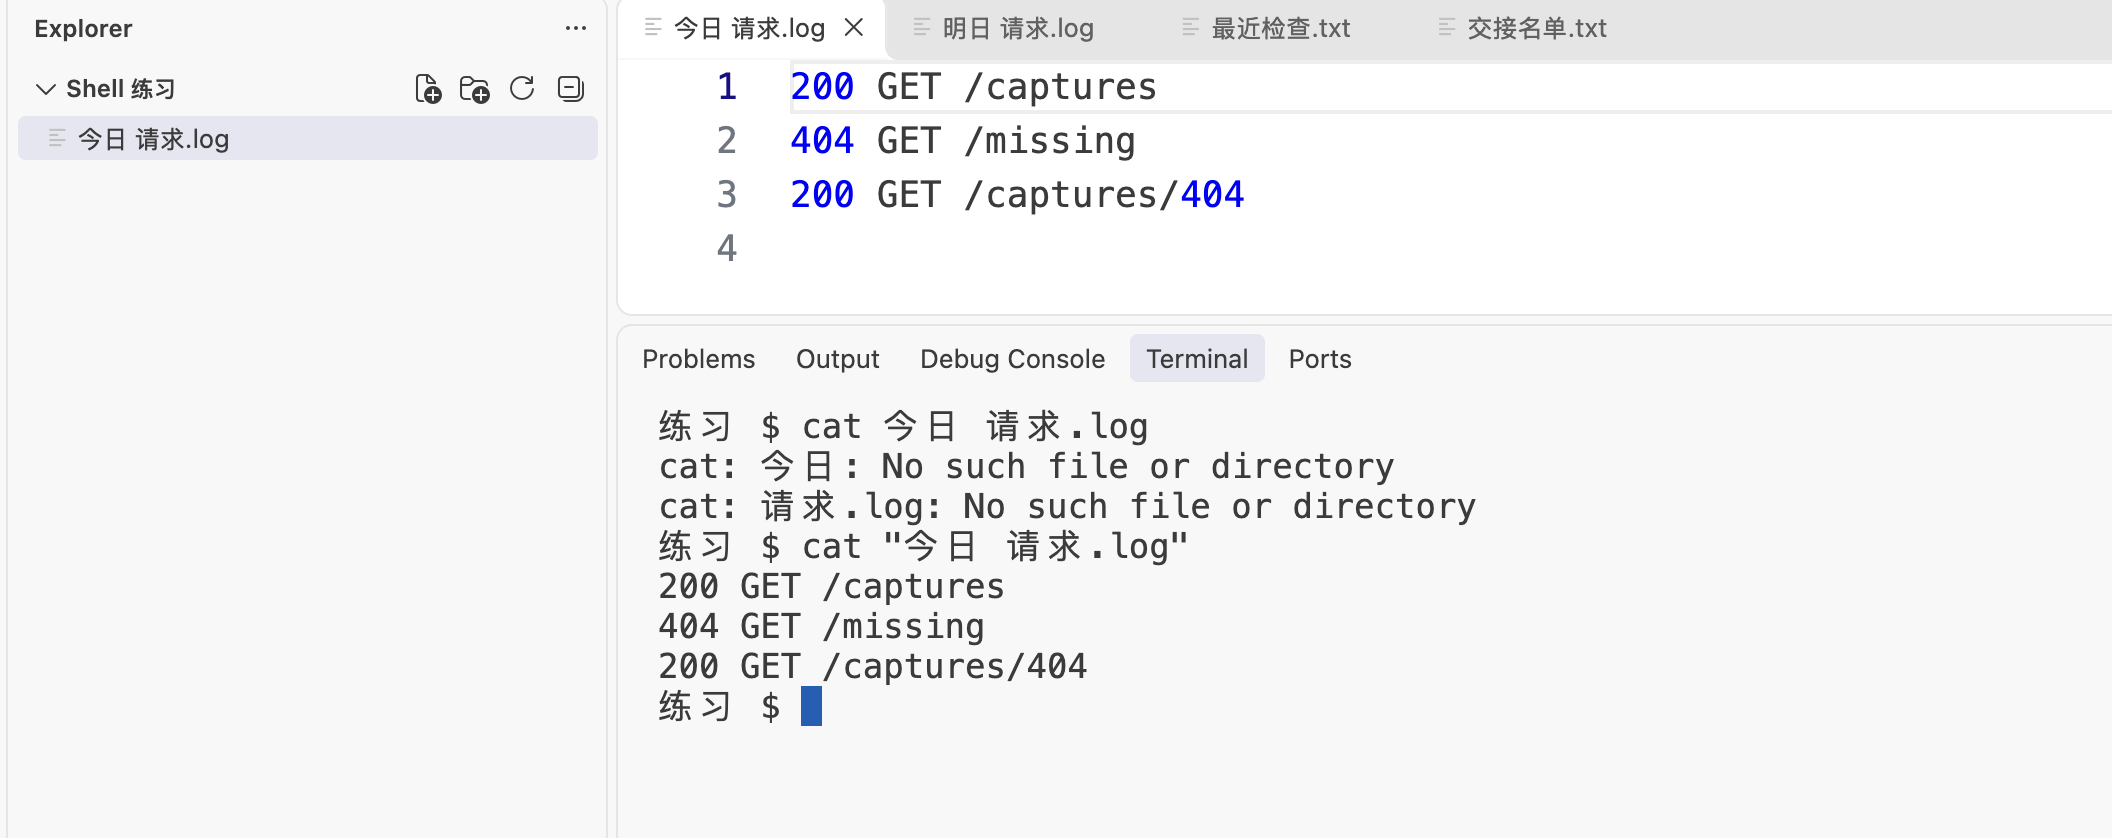 Explorer
Shell 练习
今日 请求.log
今日 请求.log
明日 请求.log
最近检查.txt
交接名单.txt
1 200 GET /captures
2 404 GET /missing
3 200 GET /captures/404
4
Problems Output Debug Console Terminal Ports
练习 $ cat 今日 请求.log
cat: 今日: No such file or directory
cat: 请求.log: No such file or directory
练习 $ cat "今日 请求.log"
200 GET /captures
404 GET /missing
200 GET /captures/404
练习 $